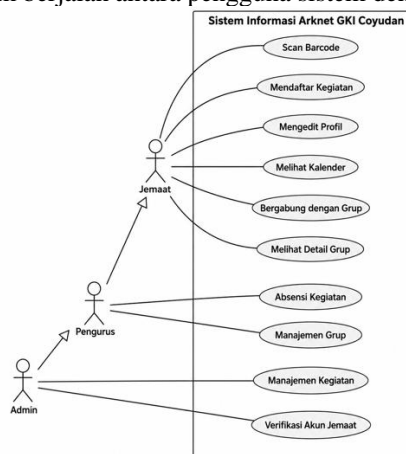 Sistem Informasi Arknet GKI Coyudan
Scan Barcode
Mendaftar Kegiatan
Mengedit Profil
Jemaat
Melihat Kalender
Bergabung dengan Grup
Melihat Detail Grup
Pengurus
Absensi Kegiatan
Manajemen Grup
Admin
Manajemen Kegiatan
Verifikasi Akun Jemaat